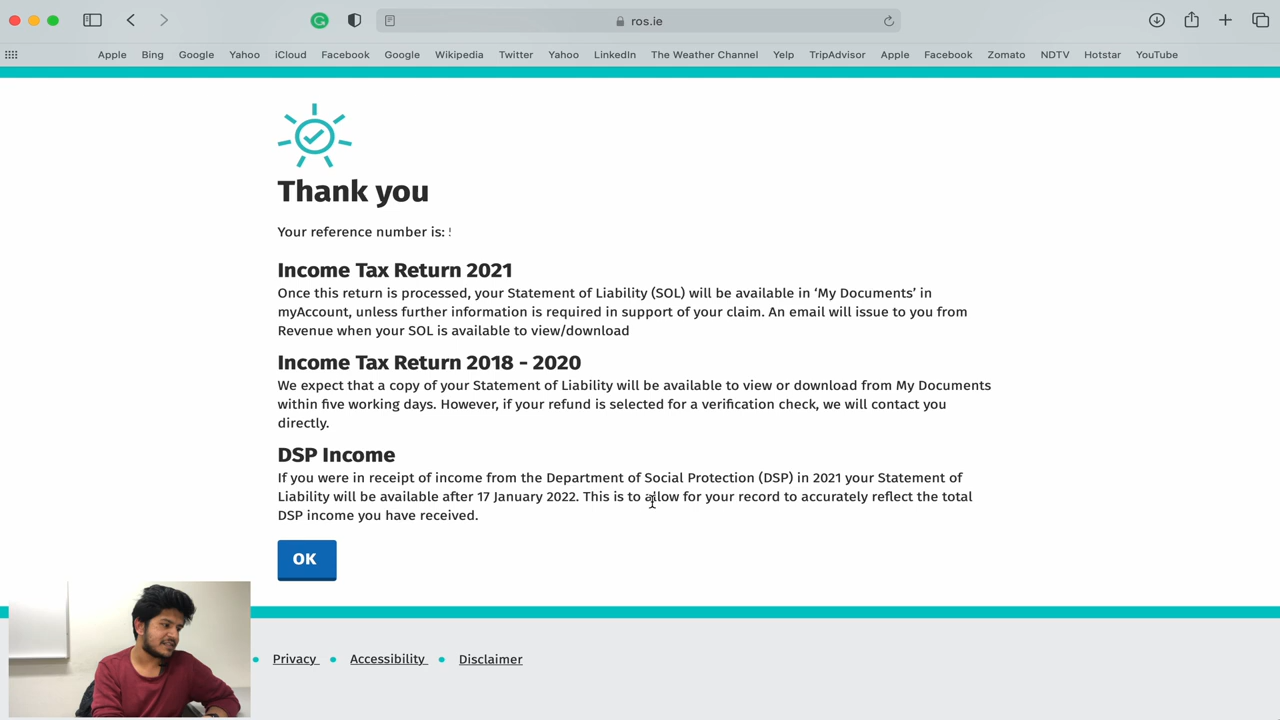 ros.ie
Apple Bing Google Yahoo iCloud Facebook Google Wikipedia Twitter Yahoo LinkedIn The Weather Channel Yelp TripAdvisor Apple Facebook Zomato NDTV Hotstar YouTube
Thank you
Your reference number is:
Income Tax Return 2021
Once this return is processed, your Statement of Liability (SOL) will be available in ‘My Documents’ in
myAccount, unless further information is required in support of your claim. An email will issue to you from
Revenue when your SOL is available to view/download
Income Tax Return 2018 - 2020
We expect that a copy of your Statement of Liability will be available to view or download from My Documents
within five working days. However, if your refund is selected for a verification check, we will contact you
directly.
DSP Income
If you were in receipt of income from the Department of Social Protection (DSP) in 2021 your Statement of
Liability will be available after 17 January 2022. This is to allow for your record to accurately reflect the total
DSP income you have received.
OK
Privacy Accessibility Disclaimer